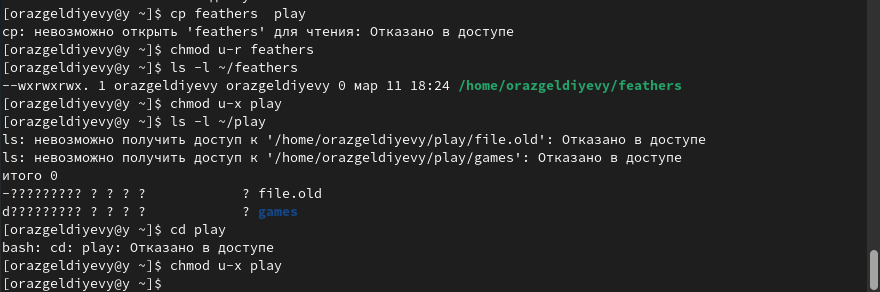 [orazgeldiyevy@y ~]$ cp feathers  play
cp: невозможно открыть 'feathers' для чтения: Отказано в доступе
[orazgeldiyevy@y ~]$ chmod u-r feathers
[orazgeldiyevy@y ~]$ ls -l ~/feathers
--wxrwxrwx. 1 orazgeldiyevy orazgeldiyevy 0 мар 11 18:24 /home/orazgeldiyevy/feathers
[orazgeldiyevy@y ~]$ chmod u-x play
[orazgeldiyevy@y ~]$ ls -l ~/play
ls: невозможно получить доступ к '/home/orazgeldiyevy/play/file.old': Отказано в доступе
ls: невозможно получить доступ к '/home/orazgeldiyevy/play/games': Отказано в доступе
итого 0
-????????? ? ? ? ?            ? file.old
d????????? ? ? ? ?            ? games
[orazgeldiyevy@y ~]$ cd play
bash: cd: play: Отказано в доступе
[orazgeldiyevy@y ~]$ chmod u-x play
[orazgeldiyevy@y ~]$